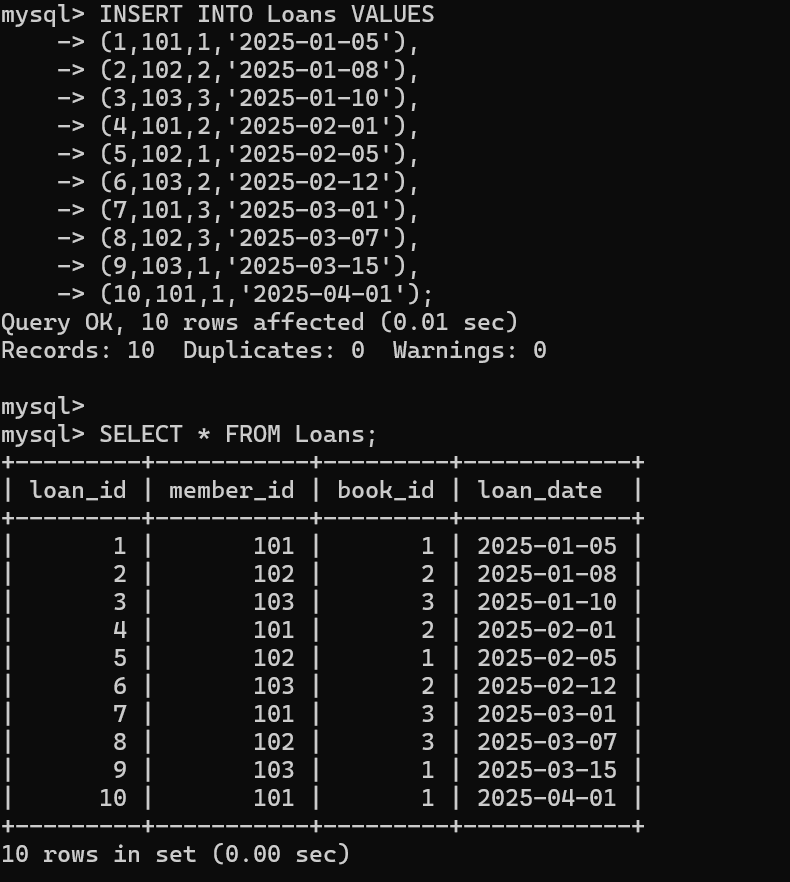 mysql> INSERT INTO Loans VALUES
    -> (1,101,1,'2025-01-05'),
    -> (2,102,2,'2025-01-08'),
    -> (3,103,3,'2025-01-10'),
    -> (4,101,2,'2025-02-01'),
    -> (5,102,1,'2025-02-05'),
    -> (6,103,2,'2025-02-12'),
    -> (7,101,3,'2025-03-01'),
    -> (8,102,3,'2025-03-07'),
    -> (9,103,1,'2025-03-15'),
    -> (10,101,1,'2025-04-01');
Query OK, 10 rows affected (0.01 sec)
Records: 10  Duplicates: 0  Warnings: 0

mysql>
mysql> SELECT * FROM Loans;
+---------+-----------+---------+------------+
| loan_id | member_id | book_id | loan_date  |
+---------+-----------+---------+------------+
|       1 |       101 |       1 | 2025-01-05 |
|       2 |       102 |       2 | 2025-01-08 |
|       3 |       103 |       3 | 2025-01-10 |
|       4 |       101 |       2 | 2025-02-01 |
|       5 |       102 |       1 | 2025-02-05 |
|       6 |       103 |       2 | 2025-02-12 |
|       7 |       101 |       3 | 2025-03-01 |
|       8 |       102 |       3 | 2025-03-07 |
|       9 |       103 |       1 | 2025-03-15 |
|      10 |       101 |       1 | 2025-04-01 |
+---------+-----------+---------+------------+
10 rows in set (0.00 sec)